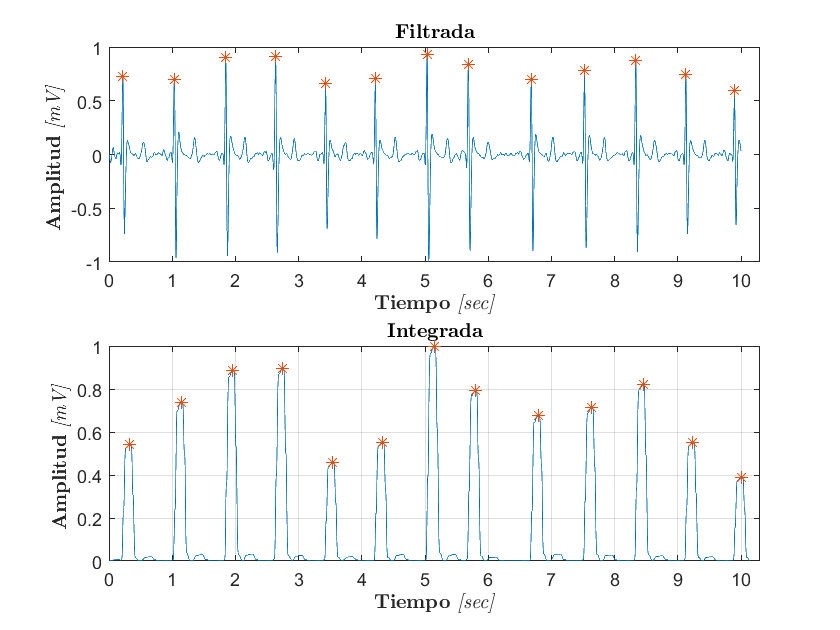 Filtrada
Amplitud [mV]
1
0.5
0
-0.5
-1
0 1 2 3 4 5 6 7 8 9 10
Tiempo [sec]
Integrada
Amplitud [mV]
1
0.8
0.6
0.4
0.2
0
0 1 2 3 4 5 6 7 8 9 10
Tiempo [sec]